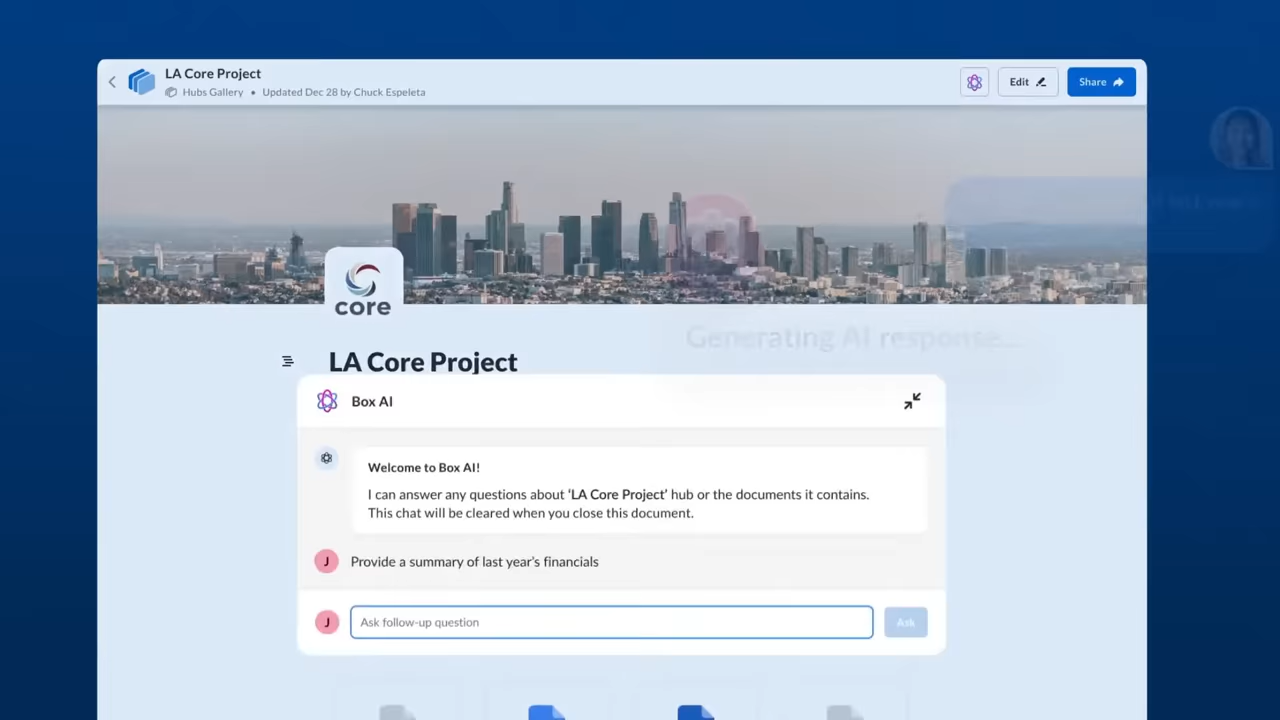 LA Core Project
Hubs Gallery • Updated Dec 28 by Chuck Espeleta
Edit
Share
core
Generating AI response...
LA Core Project
Box AI
Welcome to Box AI!
I can answer any questions about ‘LA Core Project’ hub or the documents it contains.
This chat will be cleared when you close this document.
J
Provide a summary of last year’s financials
J
Ask follow-up question
Ask